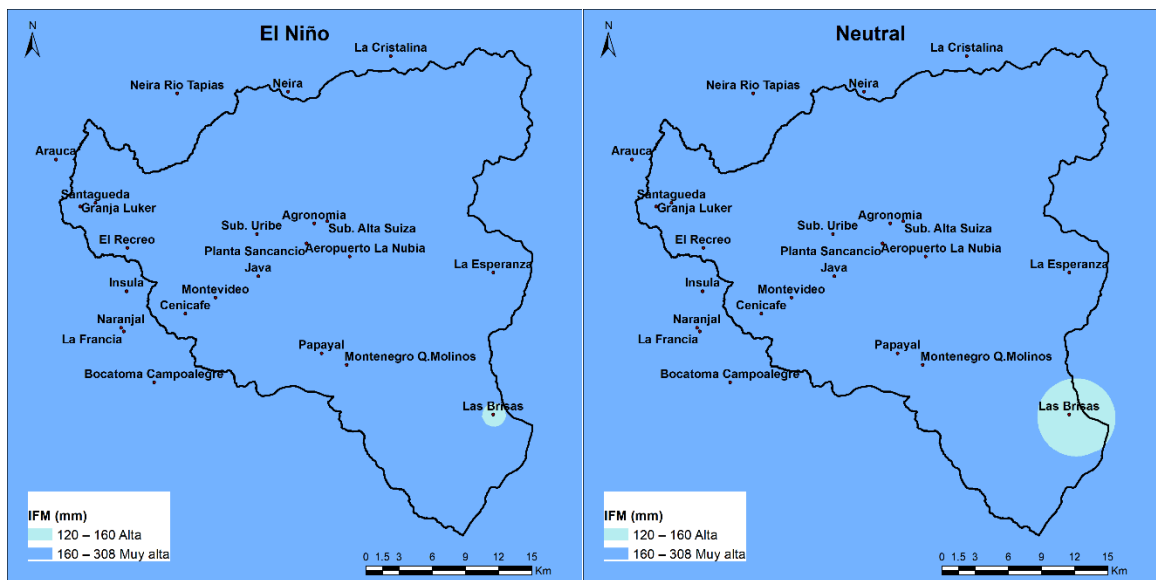 N
El Niño
La Cristalina
Neira Rio Tapias
Neira
Arauca
Santagueda
Granja Luker
Agronomia
Sub. Uribe
Sub. Alta Suiza
El Recreo
Planta Sancancio
Aeropuerto La Nubia
Java
La Esperanza
Insula
Montevideo
Cenicafe
Naranjal
La Francia
Papayal
Montenegro Q.Molinos
Bocatoma Campoalegre
Las Brisas
IFM (mm)
120 – 160 Alta
160 – 308 Muy alta
0 1.5 3 6 9 12 15
Km
N
Neutral
La Cristalina
Neira Rio Tapias
Neira
Arauca
Santagueda
Granja Luker
Agronomia
Sub. Uribe
Sub. Alta Suiza
El Recreo
Planta Sancancio
Aeropuerto La Nubia
Java
La Esperanza
Insula
Montevideo
Cenicafe
Naranjal
La Francia
Papayal
Montenegro Q.Molinos
Bocatoma Campoalegre
Las Brisas
IFM (mm)
120 – 160 Alta
160 – 308 Muy alta
0 1.5 3 6 9 12 15
Km